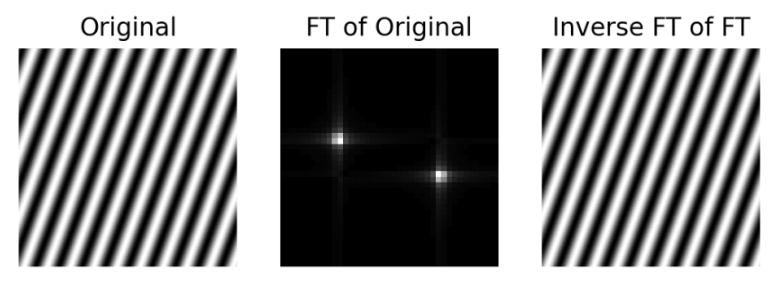 Original
FT of Original
Inverse FT of FT